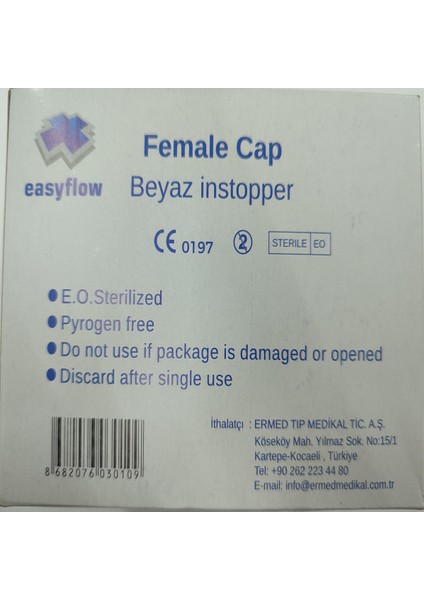 easyflow
Female Cap
Beyaz instopper
CE 0197 2 STERILE EO
E.O.Sterilized
Pyrogen free
Do not use if package is damaged or opened
Discard after single use
8 682076 030109
İthalatçı : ERMED TIP MEDİKAL TİC. A.Ş.
Köseköy Mah. Yılmaz Sok. No:15/1
Kartepe-Kocaeli , Türkiye
Tel: +90 262 223 44 80
E-mail: info@ermedmedikal.com.tr